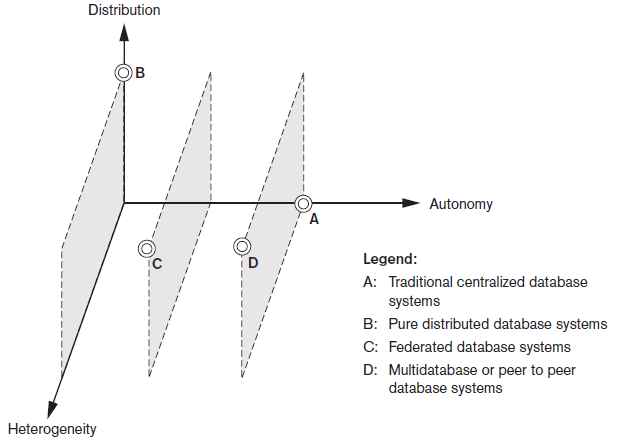 Distribution
B
Autonomy
A
C
D
Legend:
A: Traditional centralized database
systems
B: Pure distributed database systems
C: Federated database systems
D: Multidatabase or peer to peer
database systems
Heterogeneity